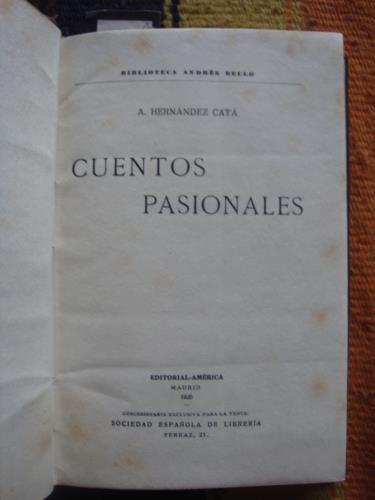 BIBLIOTECA ANDRÉS BELLO
A. HERNÁNDEZ CATÁ
CUENTOS
PASIONALES
EDITORIAL-AMÉRICA
MADRID
1920
CONCESIONARIA EXCLUSIVA PARA LA VENTA:
SOCIEDAD ESPAÑOLA DE LIBRERÍA
FERRAZ, 21.